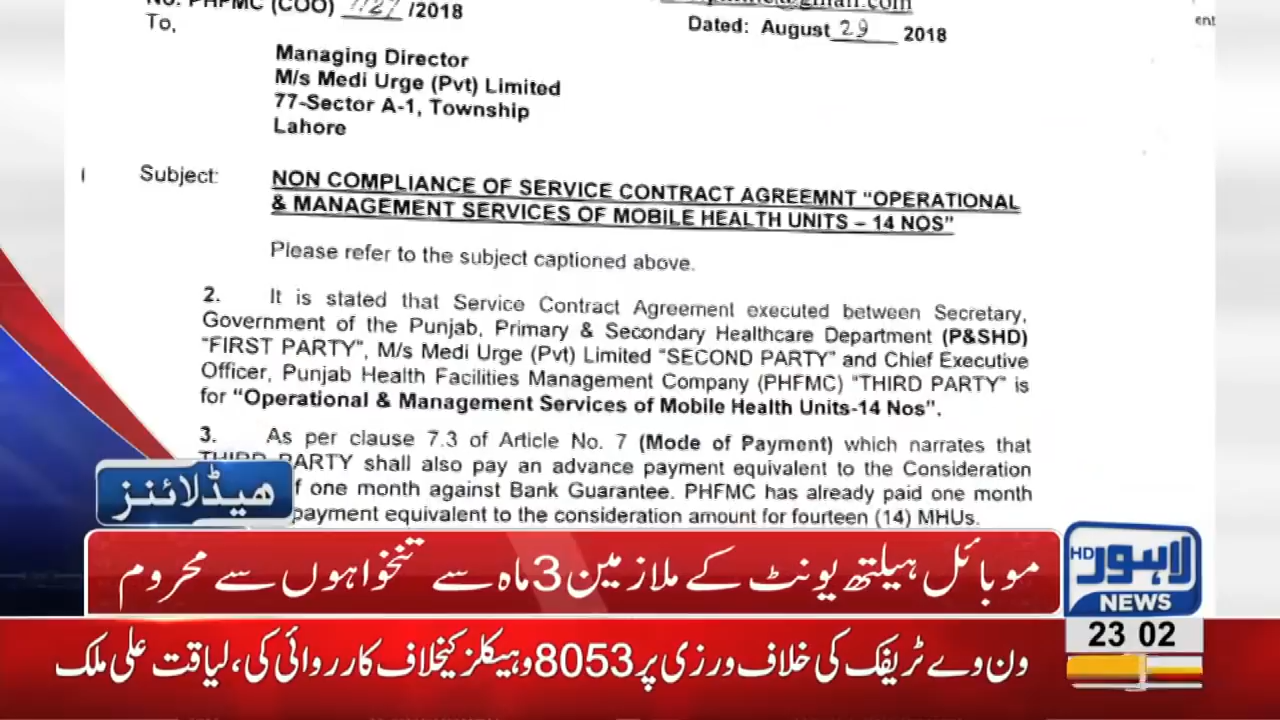 No. PHFMC (COO) /2018
To,
Dated: August 29 2018
Managing Director
M/s Medi Urge (Pvt) Limited
77-Sector A-1, Township
Lahore
Subject: NON COMPLIANCE OF SERVICE CONTRACT AGREEMNT "OPERATIONAL
& MANAGEMENT SERVICES OF MOBILE HEALTH UNITS – 14 NOS"
Please refer to the subject captioned above.
2. It is stated that Service Contract Agreement executed between Secretary,
Government of the Punjab, Primary & Secondary Healthcare Department (P&SHD)
"FIRST PARTY", M/s Medi Urge (Pvt) Limited "SECOND PARTY" and Chief Executive
Officer, Punjab Health Facilities Management Company (PHFMC) "THIRD PARTY" is
for "Operational & Management Services of Mobile Health Units-14 Nos".
3. As per clause 7.3 of Article No. 7 (Mode of Payment) which narrates that
THIRD PARTY shall also pay an advance payment equivalent to the Consideration
of one month against Bank Guarantee. PHFMC has already paid one month
payment equivalent to the consideration amount for fourteen (14) MHUs.
ہیڈلائنز
موبائل ہیلتھ یونٹ کے ملازمین 3 ماہ سے تنخواہوں سے محروم
لاہور HD
NEWS
23 02
ون وے ٹریفک کی خلاف ورزی پر 8053 وہیکلز کیخلاف کارروائی کی، لیاقت علی ملک